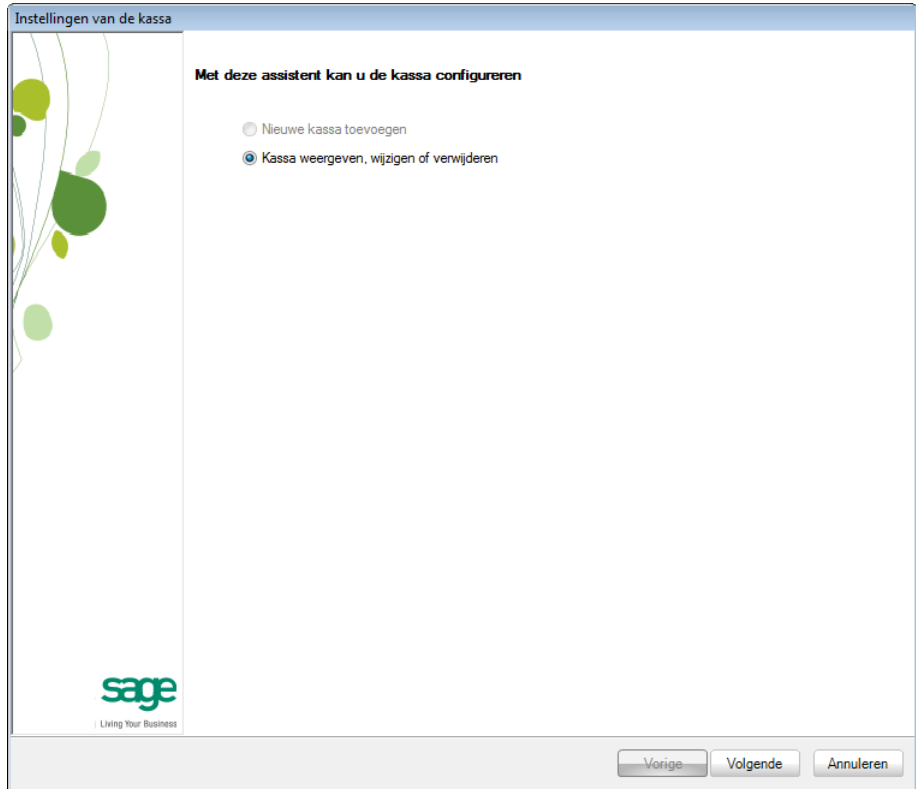 Instellingen van de kassa
Met deze assistent kan u de kassa configureren
Nieuwe kassa toevoegen
Kassa weergeven, wijzigen of verwijderen
sage
Living Your Business
Vorige
Volgende
Annuleren